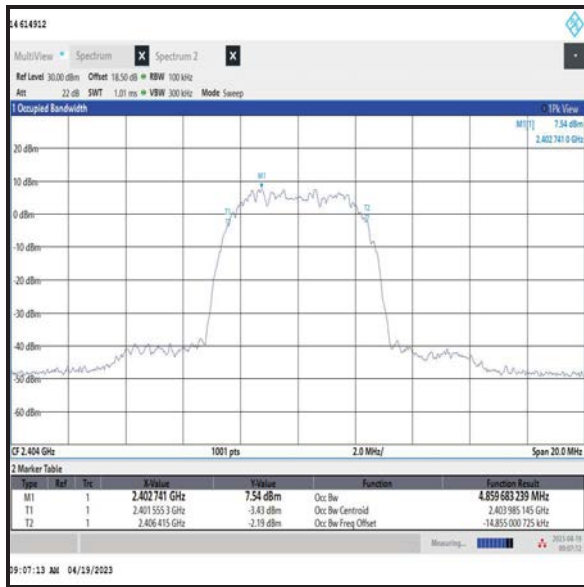 14 614912
MultiView Spectrum X Spectrum 2 X
Ref Level 30.00 dBm Offset 18.50 dB RBW 100 kHz
Att 22 dB SWT 1.01 ms VBW 300 kHz Mode Sweep
1 Occupied Bandwidth 1Pk View
M1[1] 7.54 dBm
2.402 741 0 GHz
20 dBm
M1
10 dBm
T1 T2
0 dBm
-10 dBm
-20 dBm
-30 dBm
-40 dBm
-50 dBm
-60 dBm
CF 2.404 GHz 1001 pts 2.0 MHz/ Span 20.0 MHz
2 Marker Table
Type Ref Trc X-Value Y-Value Function Function Result
M1 1 2.402 741 GHz 7.54 dBm Occ Bw 4.859 683 239 MHz
T1 1 2.401 555 3 GHz -3.43 dBm Occ Bw Centroid 2.403 985 145 GHz
T2 1 2.406 415 GHz -2.19 dBm Occ Bw Freq Offset -14.855 000 725 kHz
Measuring...
09:07:13 AM 04/19/2023